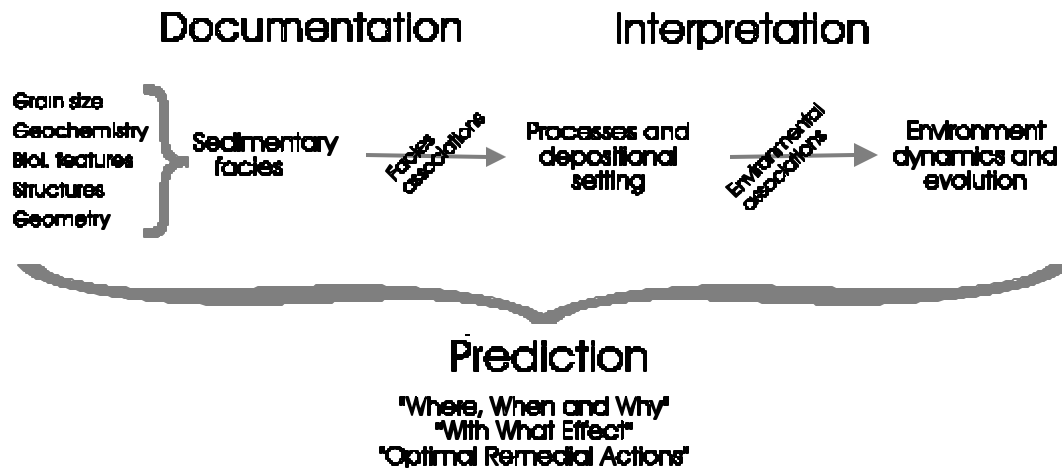 Documentation
Interpretation
Grain size
Geochemistry
Biol. features
Structures
Geometry
Sedimentary
facies
Facies
associations
Processes and
depositional
setting
Environmental
associations
Environment
dynamics and
evolution
Prediction
"Where, When and Why"
"With What Effect"
"Optimal Remedial Actions"